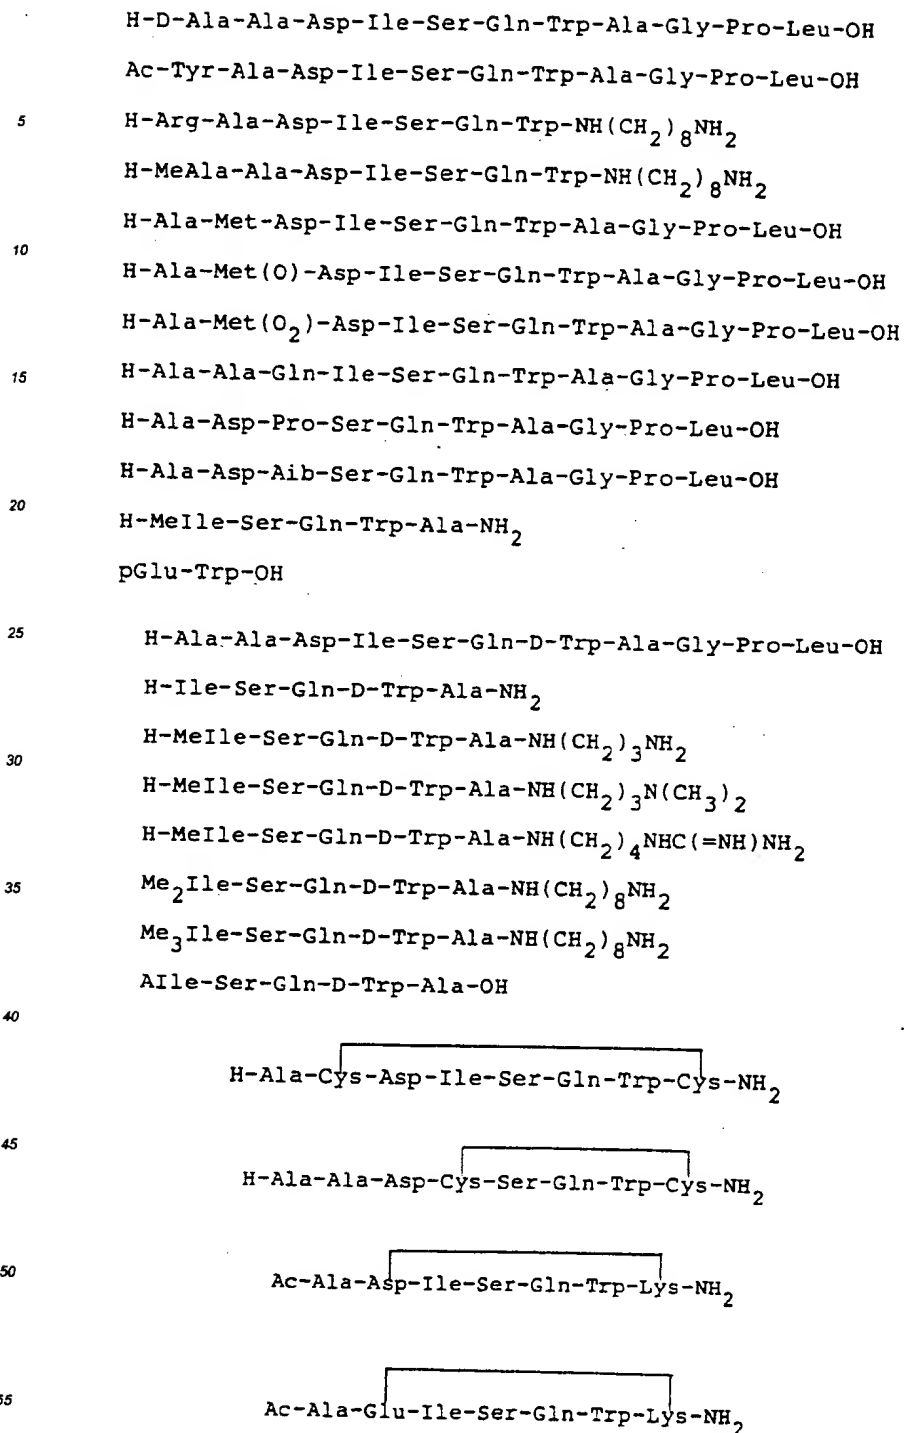 H-D-Ala-Ala-Asp-Ile-Ser-Gln-Trp-Ala-Gly-Pro-Leu-OH
Ac-Tyr-Ala-Asp-Ile-Ser-Gln-Trp-Ala-Gly-Pro-Leu-OH
5 H-Arg-Ala-Asp-Ile-Ser-Gln-Trp-NH(CH2)8NH2
H-MeAla-Ala-Asp-Ile-Ser-Gln-Trp-NH(CH2)8NH2
H-Ala-Met-Asp-Ile-Ser-Gln-Trp-Ala-Gly-Pro-Leu-OH
10 H-Ala-Met(O)-Asp-Ile-Ser-Gln-Trp-Ala-Gly-Pro-Leu-OH
H-Ala-Met(O2)-Asp-Ile-Ser-Gln-Trp-Ala-Gly-Pro-Leu-OH
15 H-Ala-Ala-Gln-Ile-Ser-Gln-Trp-Ala-Gly-Pro-Leu-OH
H-Ala-Asp-Pro-Ser-Gln-Trp-Ala-Gly-Pro-Leu-OH
H-Ala-Asp-Aib-Ser-Gln-Trp-Ala-Gly-Pro-Leu-OH
20 H-MeIle-Ser-Gln-Trp-Ala-NH2
pGlu-Trp-OH
25 H-Ala-Ala-Asp-Ile-Ser-Gln-D-Trp-Ala-Gly-Pro-Leu-OH
H-Ile-Ser-Gln-D-Trp-Ala-NH2
H-MeIle-Ser-Gln-D-Trp-Ala-NH(CH2)3NH2
30 H-MeIle-Ser-Gln-D-Trp-Ala-NH(CH2)3N(CH3)2
H-MeIle-Ser-Gln-D-Trp-Ala-NH(CH2)4NHC(=NH)NH2
35 Me2Ile-Ser-Gln-D-Trp-Ala-NH(CH2)8NH2
Me3Ile-Ser-Gln-D-Trp-Ala-NH(CH2)8NH2
AIle-Ser-Gln-D-Trp-Ala-OH
40
H-Ala-Cys-Asp-Ile-Ser-Gln-Trp-Cys-NH2
45
H-Ala-Ala-Asp-Cys-Ser-Gln-Trp-Cys-NH2
50 Ac-Ala-Asp-Ile-Ser-Gln-Trp-Lys-NH2
55 Ac-Ala-Glu-Ile-Ser-Gln-Trp-Lys-NH2